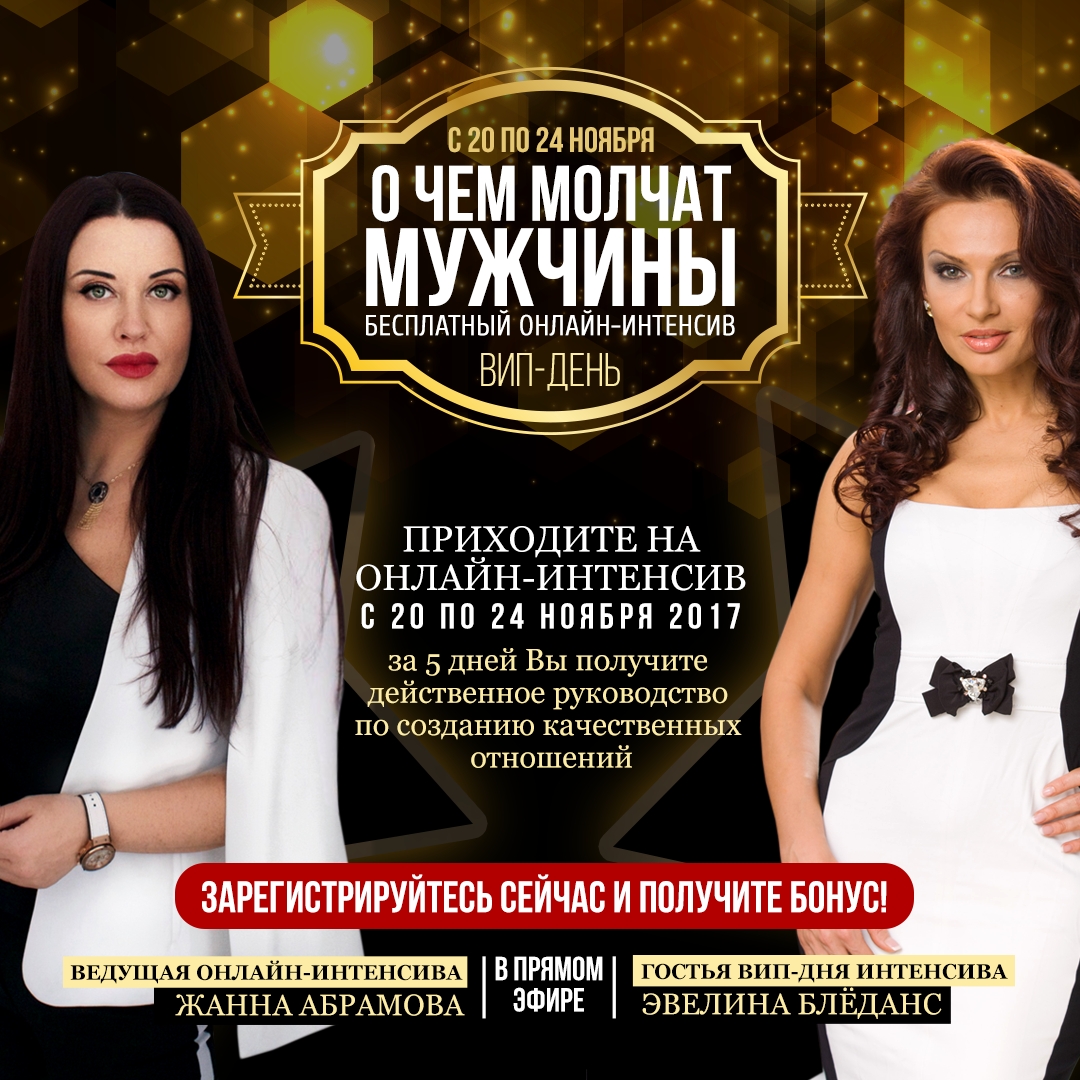 С 20 ПО 24 НОЯБРЯ
О ЧЕМ МОЛЧАТ
МУЖЧИНЫ
БЕСПЛАТНЫЙ ОНЛАЙН-ИНТЕНСИВ
ВИП-ДЕНЬ
ПРИХОДИТЕ НА
ОНЛАЙН-ИНТЕНСИВ
С 20 ПО 24 НОЯБРЯ 2017
за 5 дней Вы получите
действенное руководство
по созданию качественных
отношений
ЗАРЕГИСТРИРУЙТЕСЬ СЕЙЧАС И ПОЛУЧИТЕ БОНУС!
ВЕДУЩАЯ ОНЛАЙН-ИНТЕНСИВА
ЖАННА АБРАМОВА
В ПРЯМОМ
ЭФИРЕ
ГОСТЬЯ ВИП-ДНЯ ИНТЕНСИВА
ЭВЕЛИНА БЛЁДАНС